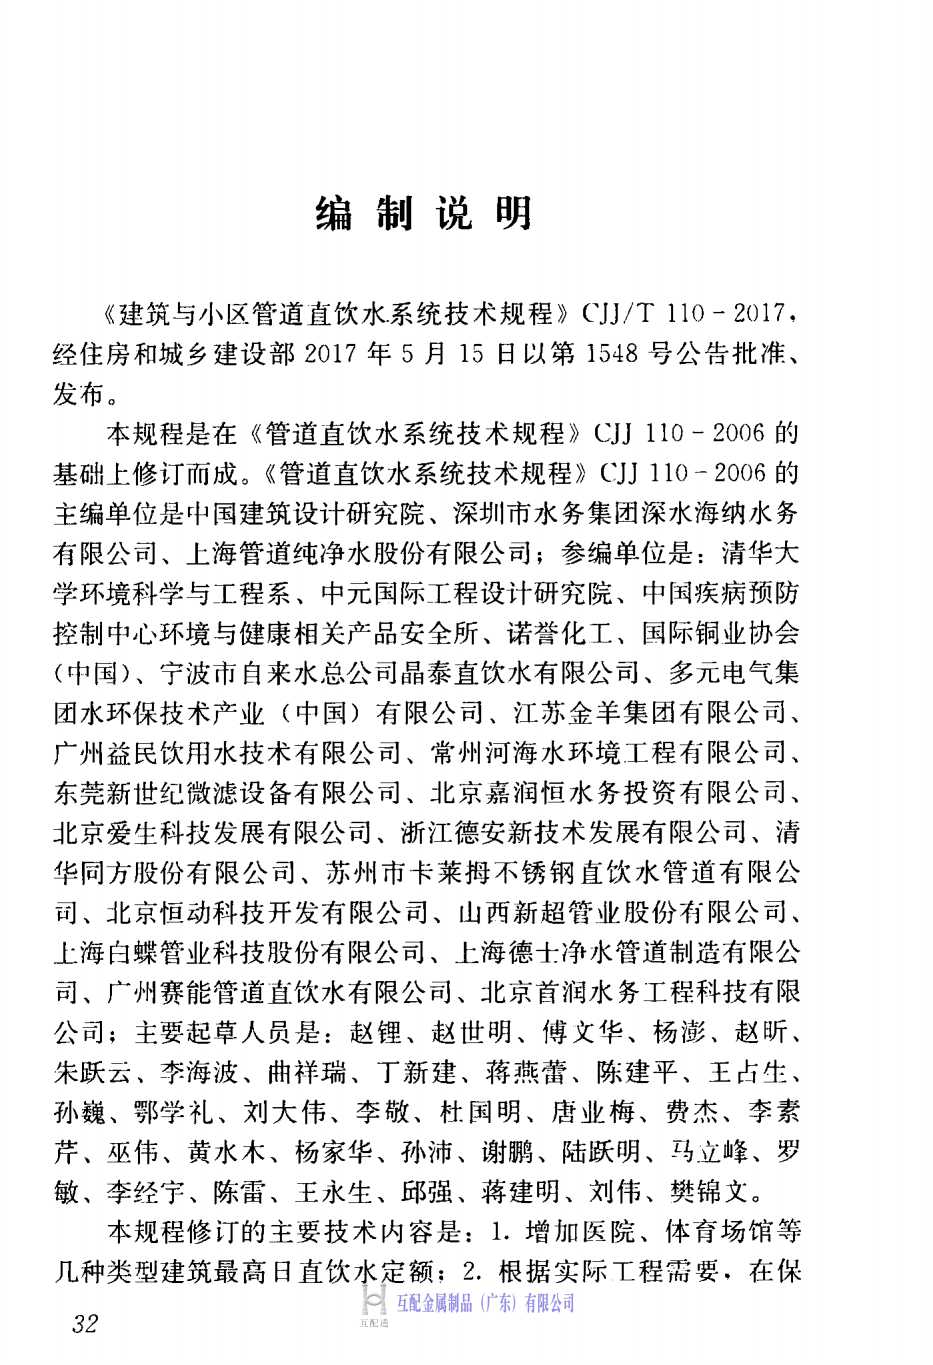 编制说明
《建筑与小区管道直饮水系统技术规程》CJJ/T 110-2017,
经住房和城乡建设部 2017 年 5 月 15 日以第 1548 号公告批准、
发布。
本规程是在《管道直饮水系统技术规程》CJJ 110-2006 的
基础上修订而成。《管道直饮水系统技术规程》CJJ 110-2006 的
主编单位是中国建筑设计研究院、深圳市水务集团深水海纳水务
有限公司、上海管道纯净水股份有限公司；参编单位是：清华大
学环境科学与工程系、中元国际工程设计研究院、中国疾病预防
控制中心环境与健康相关产品安全所、诺誉化工、国际铜业协会
（中国）、宁波市自来水总公司晶泰直饮水有限公司、多元电气集
团水环保技术产业（中国）有限公司、江苏金羊集团有限公司、
广州益民饮用水技术有限公司、常州河海水环境工程有限公司、
东莞新世纪微滤设备有限公司、北京嘉润恒水务投资有限公司、
北京爱生科技发展有限公司、浙江德安新技术发展有限公司、清
华同方股份有限公司、苏州市卡莱拇不锈钢直饮水管道有限公
司、北京恒动科技开发有限公司、山西新超管业股份有限公司、
上海白蝶管业科技股份有限公司、上海德士净水管道制造有限公
司、广州赛能管道直饮水有限公司、北京首润水务工程科技有限
公司；主要起草人员是：赵锂、赵世明、傅文华、杨澎、赵昕、
朱跃云、李海波、曲祥瑞、丁新建、蒋燕蕾、陈建平、王占生、
孙巍、鄂学礼、刘大伟、李敬、杜国明、唐业梅、费杰、李素
芹、巫伟、黄水木、杨家华、孙沛、谢鹏、陆跃明、马立峰、罗
敏、李经宇、陈雷、王永生、邱强、蒋建明、刘伟、樊锦文。
本规程修订的主要技术内容是：1. 增加医院、体育场馆等
几种类型建筑最高日直饮水定额；2. 根据实际工程需要，在保
互配通
互配金属制品（广东）有限公司
32